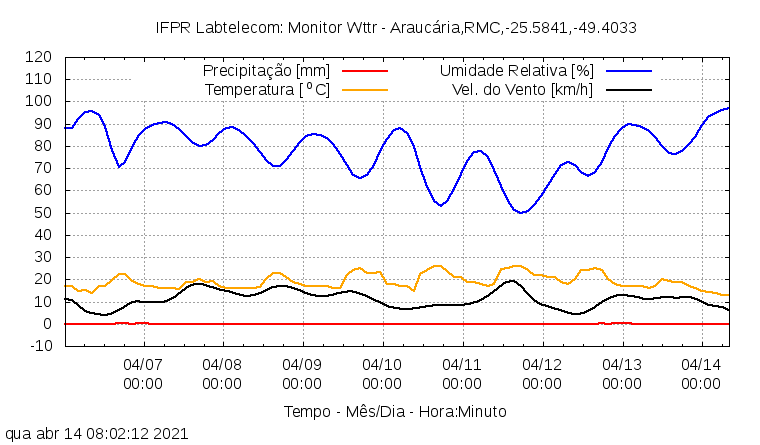 IFPR Labtelecom: Monitor Wttr - Araucária,RMC,-25.5841,-49.4033
Precipitação [mm]
Umidade Relativa [%]
Temperatura [⁰C]
Vel. do Vento [km/h]
120
110
100
90
80
70
60
50
40
30
20
10
0
-10
04/07 04/08 04/09 04/10 04/11 04/12 04/13 04/14
00:00 00:00 00:00 00:00 00:00 00:00 00:00 00:00
Tempo - Mês/Dia - Hora:Minuto
qua abr 14 08:02:12 2021